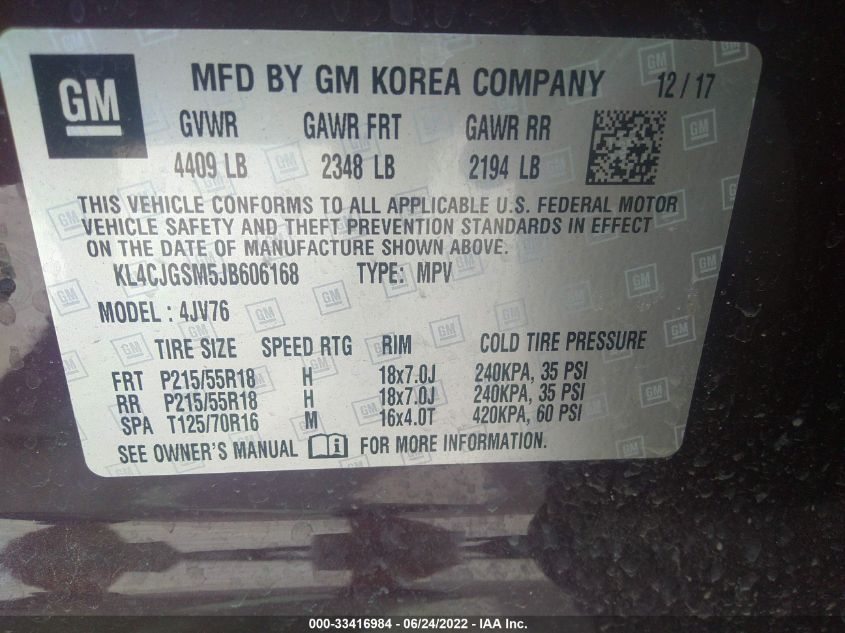 GM MFD BY GM KOREA COMPANY 12/17
GVWR GAWR FRT GAWR RR
4409 LB 2348 LB 2194 LB
THIS VEHICLE CONFORMS TO ALL APPLICABLE U.S. FEDERAL MOTOR
VEHICLE SAFETY AND THEFT PREVENTION STANDARDS IN EFFECT
ON THE DATE OF MANUFACTURE SHOWN ABOVE.
KL4CJGSM5JB606168 TYPE: MPV
MODEL : 4JV76
TIRE SIZE SPEED RTG RIM COLD TIRE PRESSURE
FRT P215/55R18 H 18x7.0J 240KPA, 35 PSI
RR P215/55R18 H 18x7.0J 240KPA, 35 PSI
SPA T125/70R16 M 16x4.0T 420KPA, 60 PSI
SEE OWNER'S MANUAL FOR MORE INFORMATION.
000-33416984 - 06/24/2022 - © IAA Inc.